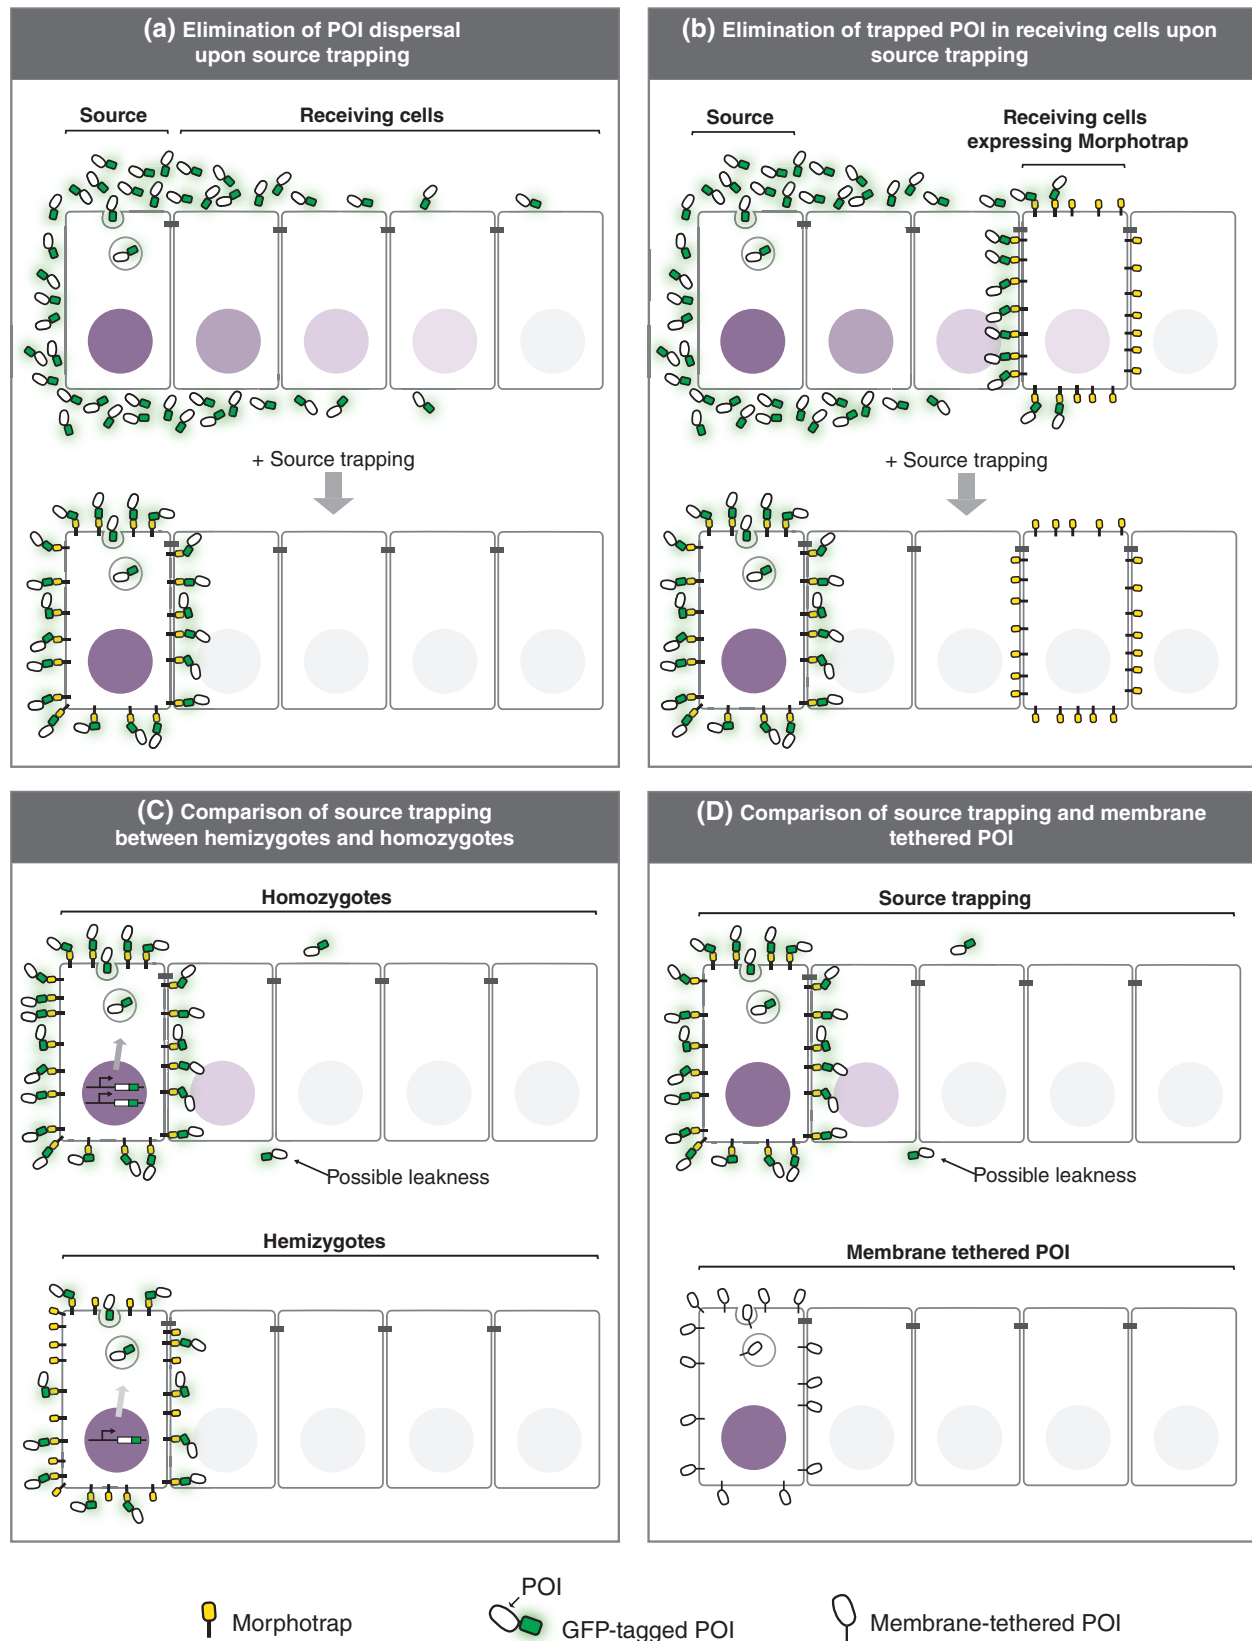 (a) Elimination of POI dispersal
upon source trapping
Source
Receiving cells
+ Source trapping
(b) Elimination of trapped POI in receiving cells upon
source trapping
Source
Receiving cells
expressing Morphotrap
+ Source trapping
(C) Comparison of source trapping
between hemizygotes and homozygotes
Homozygotes
Possible leakness
Hemizygotes
(D) Comparison of source trapping and membrane
tethered POI
Source trapping
Possible leakness
Membrane tethered POI
Morphotrap
POI
GFP-tagged POI
Membrane-tethered POI